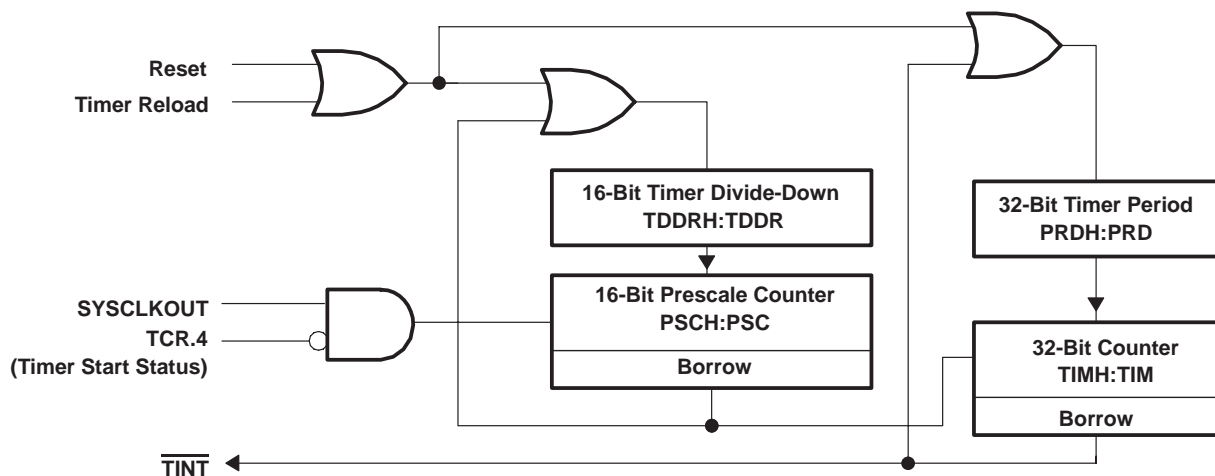 Reset
Timer Reload
16-Bit Timer Divide-Down
TDDRH:TDDR
32-Bit Timer Period
PRDH:PRD
SYSCLKOUT
TCR.4
(Timer Start Status)
16-Bit Prescale Counter
PSCH:PSC
Borrow
32-Bit Counter
TIMH:TIM
Borrow
TINT